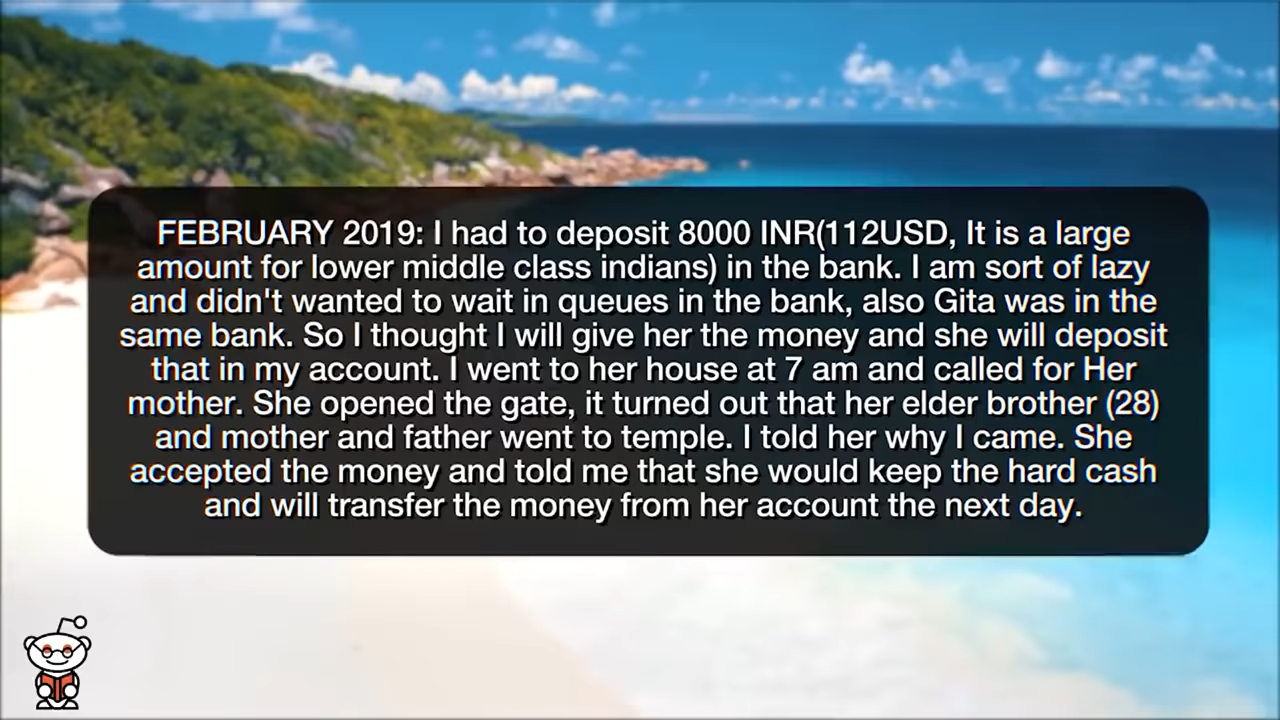 FEBRUARY 2019: I had to deposit 8000 INR(112USD, It is a large
amount for lower middle class indians) in the bank. I am sort of lazy
and didn't wanted to wait in queues in the bank, also Gita was in the
same bank. So I thought I will give her the money and she will deposit
that in my account. I went to her house at 7 am and called for Her
mother. She opened the gate, it turned out that her elder brother (28)
and mother and father went to temple. I told her why I came. She
accepted the money and told me that she would keep the hard cash
and will transfer the money from her account the next day.